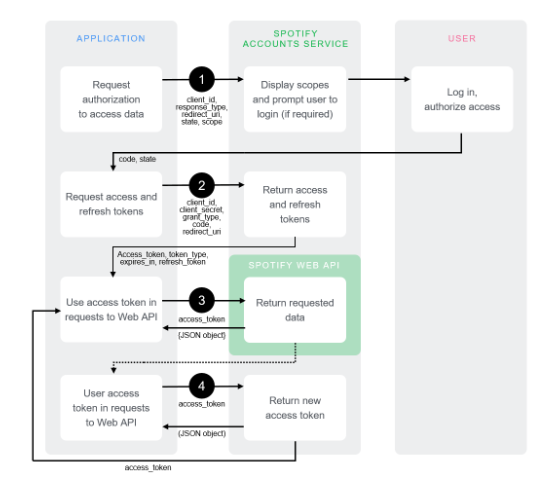 APPLICATION
SPOTIFY
ACCOUNTS SERVICE
USER
Request
authorization
to access data
1
client_id,
response_type,
redirect_uri,
state, scope
Display scopes
and prompt user to
login (if required)
Log in,
authorize access
code, state
Request access and
refresh tokens
2
client_id,
client_secret,
grant_type,
code,
redirect_uri
Return access
and refresh
tokens
Access_token, token_type,
expires_in, refresh_token
SPOTIFY WEB API
Use access token in
requests to Web API
3
access_token
{JSON object}
Return requested
data
User access
token in requests
to Web API
4
access_token
{JSON object}
Return new
access token
access_token